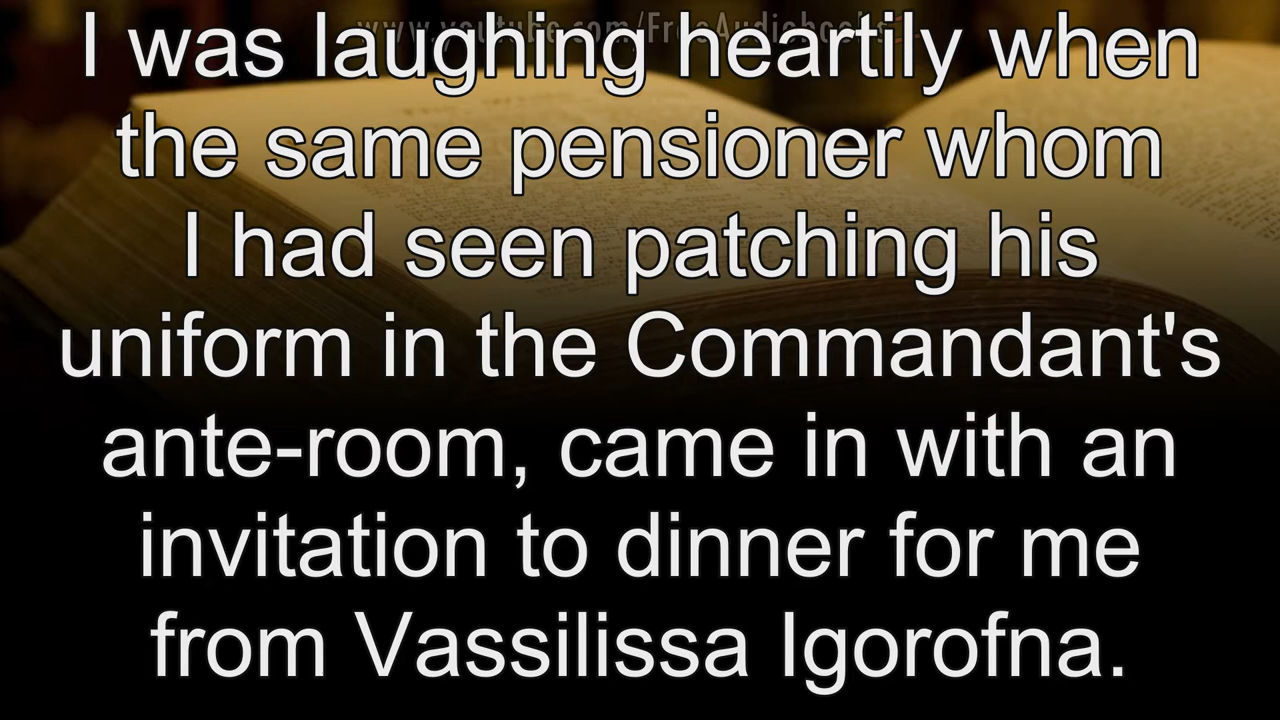 www.youtube.com/FreeAudiobooks
I was laughing heartily when
the same pensioner whom
I had seen patching his
uniform in the Commandant's
ante-room, came in with an
invitation to dinner for me
from Vassilissa Igorofna.